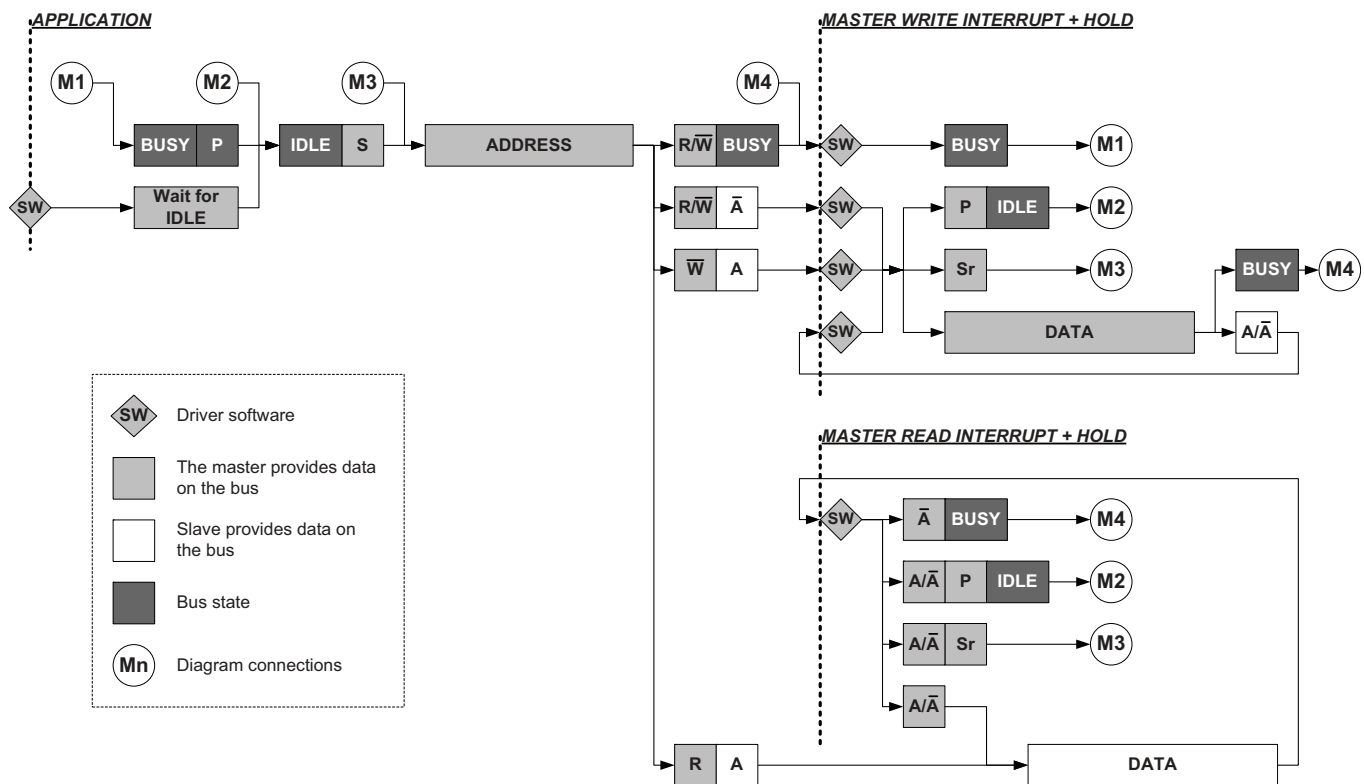 APPLICATION
MASTER WRITE INTERRUPT + HOLD
M1
M2
M3
M4
BUSY P
IDLE S
ADDRESS
R/W̅ BUSY
SW
BUSY
M1
SW
Wait for
IDLE
R/W̅ A̅
SW
P IDLE
M2
W̅ A
SW
Sr
M3
BUSY
M4
SW
DATA
A/A̅
SW
Driver software
The master provides data
on the bus
Slave provides data on
the bus
Bus state
Mn
Diagram connections
MASTER READ INTERRUPT + HOLD
SW
A̅ BUSY
M4
A/A̅ P IDLE
M2
A/A̅ Sr
M3
A/A̅
R A
DATA